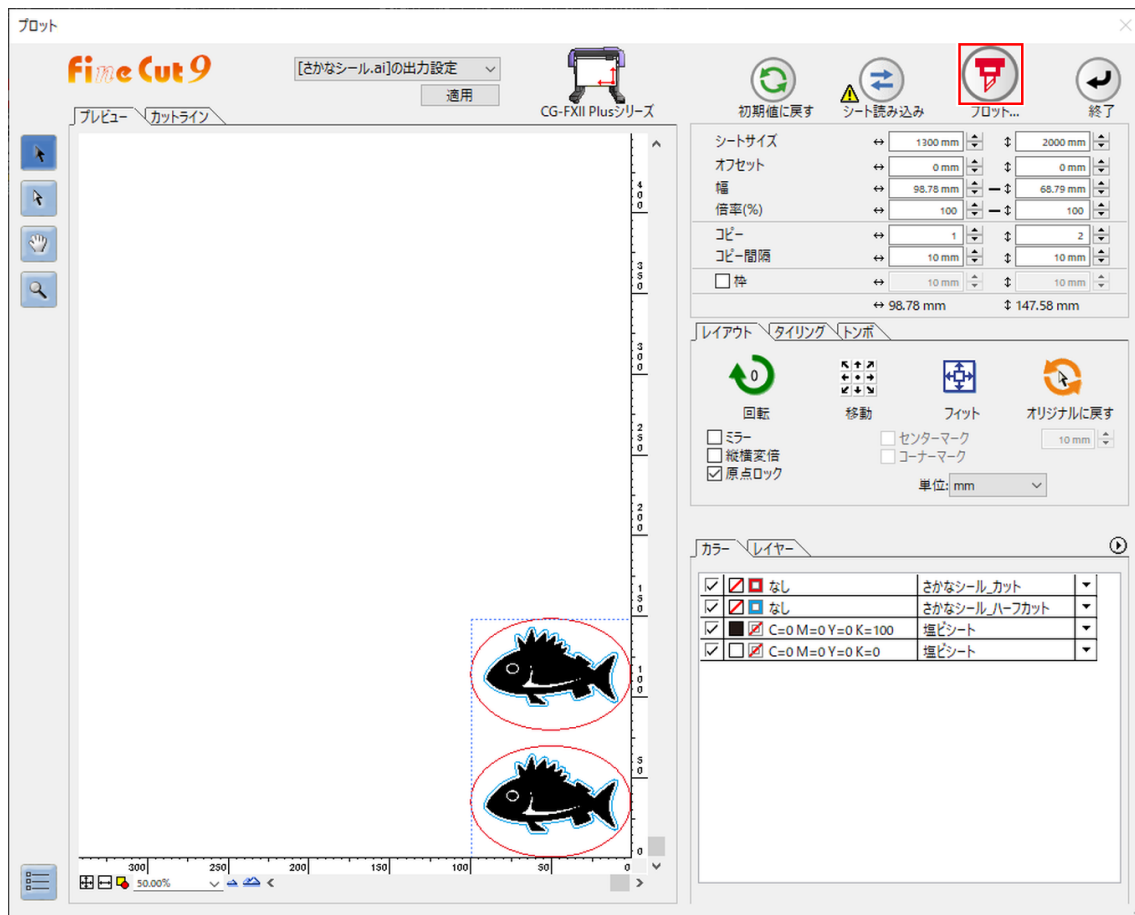 プロット
Fine Cut 9
[さかなシール.ai]の出力設定
適用
CG-FXII Plusシリーズ
初期値に戻す
シート読み込み
プロット...
終了
プレビュー
カットライン
シートサイズ 1300 mm 2000 mm
オフセット 0 mm 0 mm
幅 98.78 mm 68.79 mm
倍率(%) 100 100
コピー 1 2
コピー間隔 10 mm 10 mm
枠 10 mm 10 mm
98.78 mm 147.58 mm
レイアウト タイリング トンボ
0
回転 移動 フィット オリジナルに戻す
ミラー センターマーク 10 mm
縦横変倍 コーナーマーク
原点ロック
単位: mm
カラー レイヤー
なし さかなシール_カット
なし さかなシール_ハーフカット
C=0 M=0 Y=0 K=100 塩ビシート
C=0 M=0 Y=0 K=0 塩ビシート
400
350
300
250
200
150
100
50
0
300 250 200 150 100 50 0
50.00%